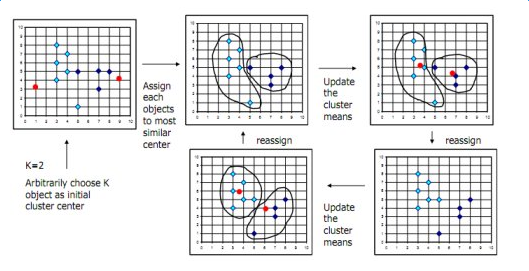 K=2
Arbitrarily choose K
object as initial
cluster center
Assign
each
objects
to most
similar
center
Update
the
cluster
means
reassign
reassign
Update
the
cluster
means